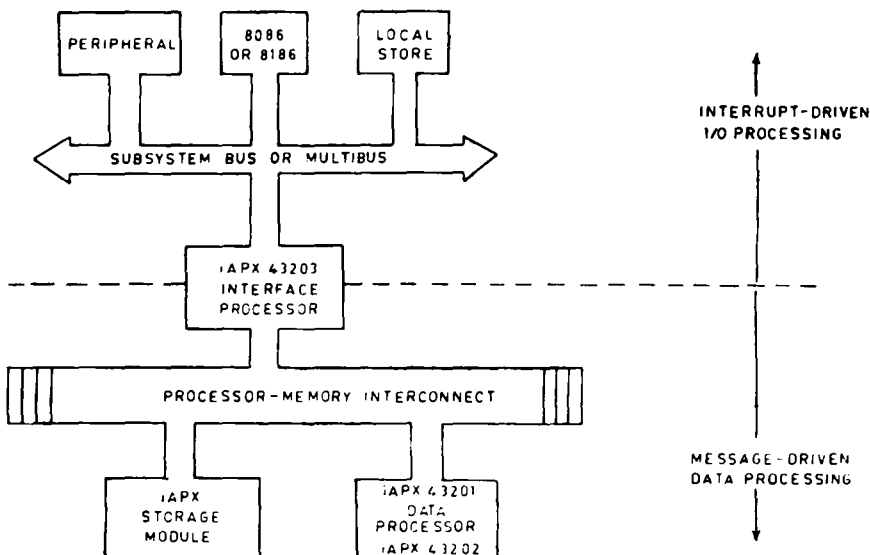 PERIPHERAL
8086
OR 8186
LOCAL
STORE
INTERRUPT-DRIVEN
I/O PROCESSING
SUBSYSTEM BUS OR MULTIBUS
iAPX 43203
INTERFACE
PROCESSOR
PROCESSOR-MEMORY INTERCONNECT
MESSAGE-DRIVEN
DATA PROCESSING
iAPX
STORAGE
MODULE
iAPX 43201
DATA
PROCESSOR
iAPX 43202